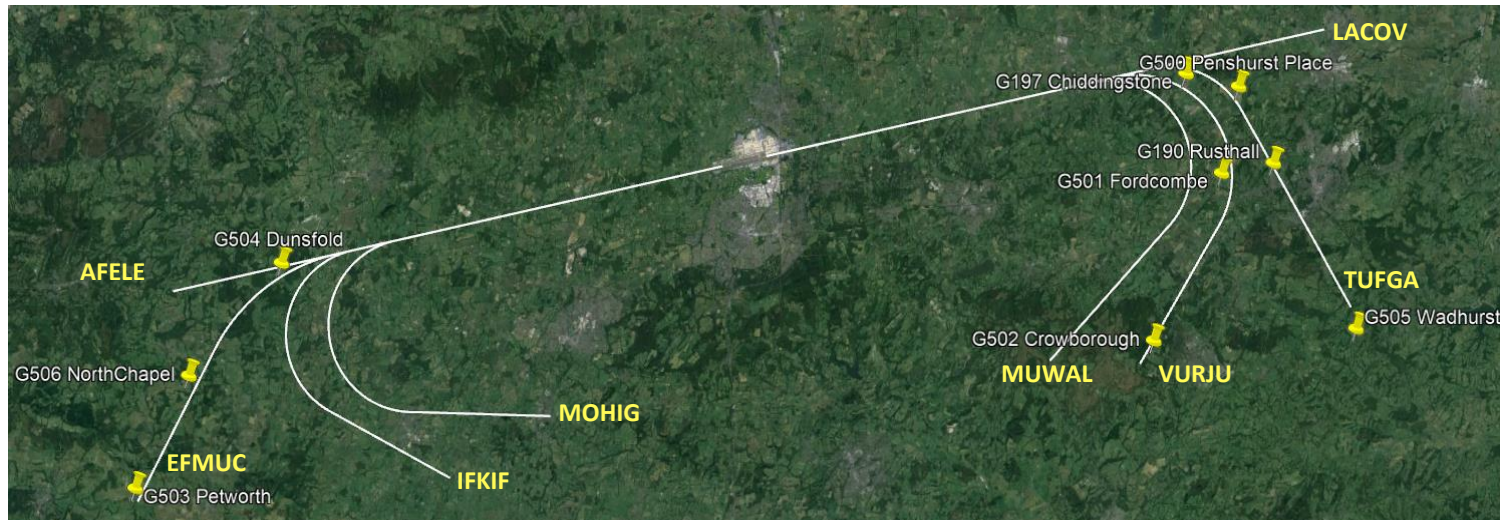 LACOV
G500 Penshurst Place
G197 Chiddingstone
G190 Rusthall
G501 Fordcombe
G504 Dunsfold
AFELE
TUFGA
G505 Wadhurst
G502 Crowborough
MUWAL
VURJU
G506 NorthChapel
MOHIG
EFMUC
IFKIF
G503 Petworth